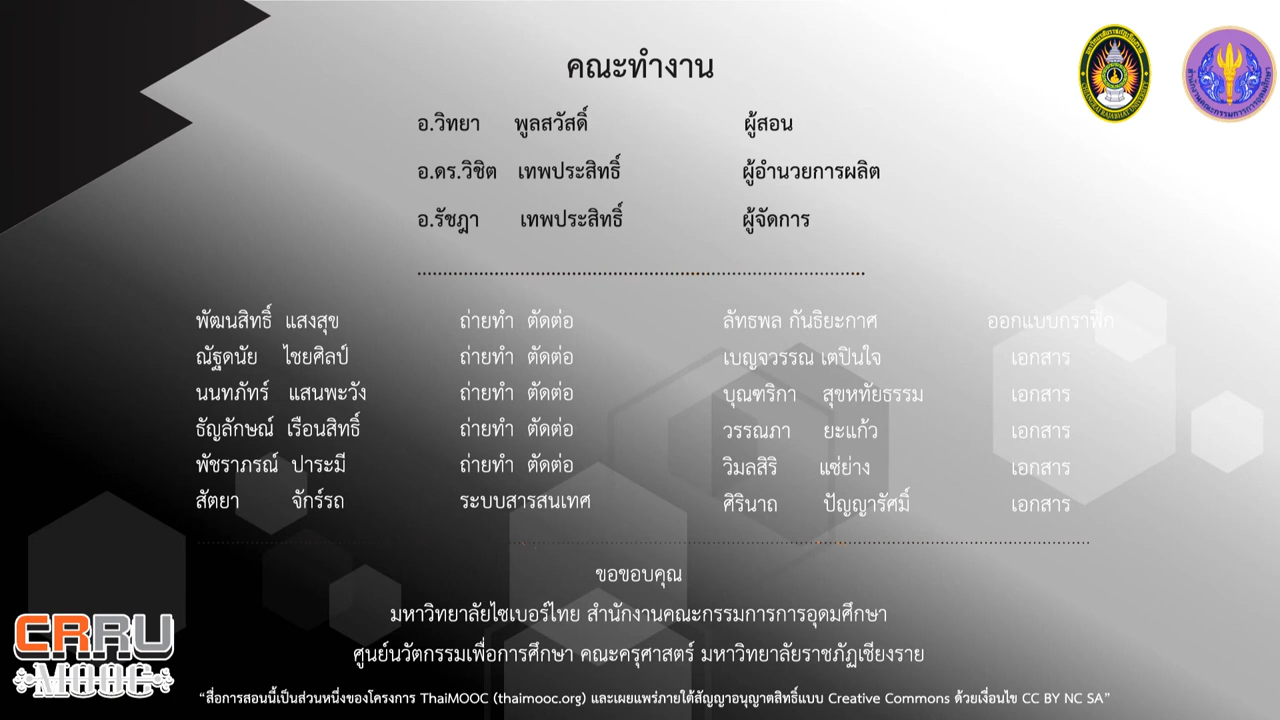 คณะทำงาน
อ.วิทยา พูลสวัสดิ์ ผู้สอน
อ.ดร.วิชิต เทพประสิทธิ์ ผู้อำนวยการผลิต
อ.รัชฎา เทพประสิทธิ์ ผู้จัดการ
พัฒนสิทธิ์ แสงสุข ถ่ายทำ ตัดต่อ ลัทธพล กันธิยะกาศ ออกแบบกราฟิก
ณัฐดนัย ไชยศิลป์ ถ่ายทำ ตัดต่อ เบญจวรรณ เตปินใจ เอกสาร
นนทภัทร์ แสนพะวัง ถ่ายทำ ตัดต่อ บุณฑริกา สุขหทัยธรรม เอกสาร
ธัญลักษณ์ เรือนสิทธิ์ ถ่ายทำ ตัดต่อ วรรณภา ยะแก้ว เอกสาร
พัชราภรณ์ ปาระมี ถ่ายทำ ตัดต่อ วิมลสิริ แซ่ย่าง เอกสาร
สัตยา จักร์รถ ระบบสารสนเทศ ศิรินาถ ปัญญารัศมิ์ เอกสาร
ขอขอบคุณ
มหาวิทยาลัยไซเบอร์ไทย สำนักงานคณะกรรมการการอุดมศึกษา
ศูนย์นวัตกรรมเพื่อการศึกษา คณะครุศาสตร์ มหาวิทยาลัยราชภัฏเชียงราย
CRRU
MOOC
“สื่อการสอนนี้เป็นส่วนหนึ่งของโครงการ ThaiMOOC (thaimooc.org) และเผยแพร่ภายใต้สัญญาอนุญาตสิทธิ์แบบ Creative Commons ด้วยเงื่อนไข CC BY NC SA”